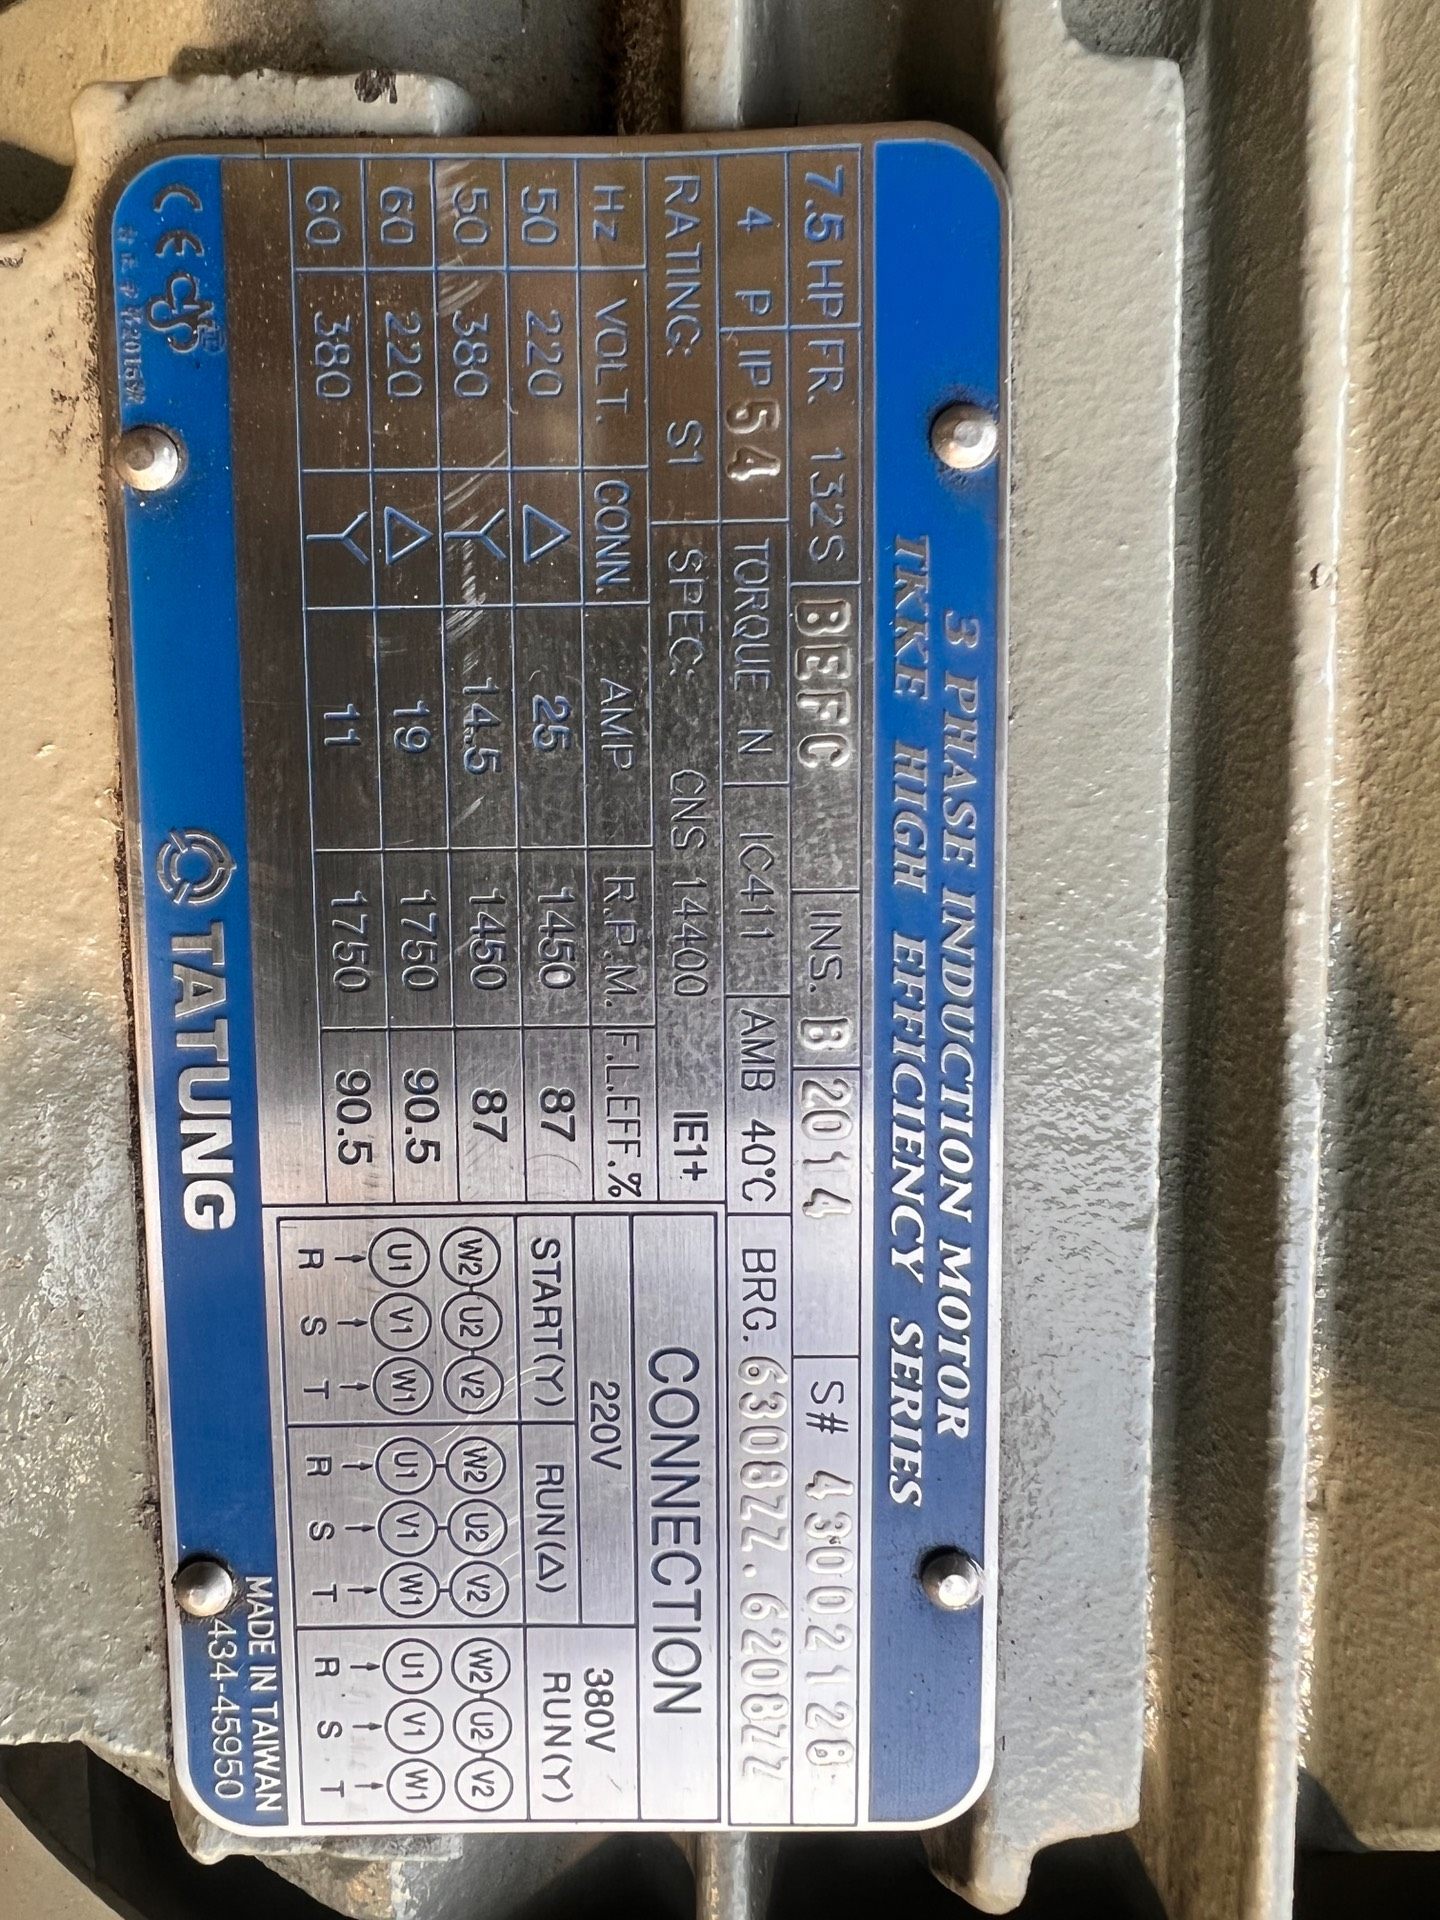 3 PHASE INDUCTION MOTOR
TKKE HIGH EFFICIENCY SERIES
7.5 HP FR. 132S BEFC INS. B 2014 S# 43002128
4 P IP 54 TORQUE N IC411 AMB 40°C BRG. 6308ZZ.6208ZZ
RATING: S1 SPEC: CNS 14400 IE1+
Hz VOLT. CONN. AMP R.P.M. F.L.EFF.%
50 220 △ 25 1450 87
50 380 Y 14.5 1450 87
60 220 △ 19 1750 90.5
60 380 Y 11 1750 90.5
CONNECTION
220V 380V
START(Y) RUN(△) RUN(Y)
W2 U2 V2 W2 U2 V2 W2 U2 V2
U1 V1 W1 U1 V1 W1 U1 V1 W1
R S T R S T R S T
CE
TATUNG
MADE IN TAIWAN
434-45950